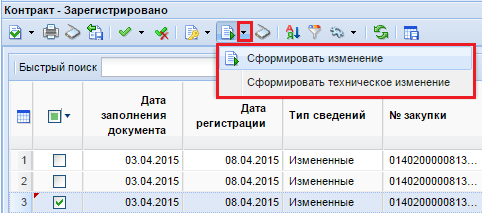 Контракт - Зарегистрировано
Быстрый поиск
Сформировать изменение
Сформировать техническое изменение
Дата заполнения документа
Дата регистрации
Тип сведений
№ закупки
1 03.04.2015 08.04.2015 Измененные 0140200000813...
2 03.04.2015 08.04.2015 Измененные 0140200000813...
3 03.04.2015 08.04.2015 Измененные 0140200000813...